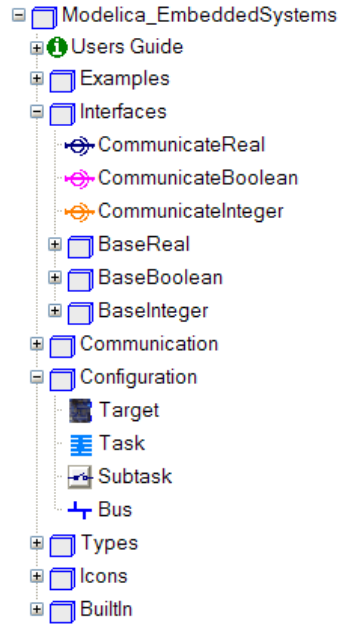 Modelica_EmbeddedSystems
Users Guide
Examples
Interfaces
CommunicateReal
CommunicateBoolean
CommunicateInteger
BaseReal
BaseBoolean
BaseInteger
Communication
Configuration
Target
Task
Subtask
Bus
Types
Icons
BuiltIn